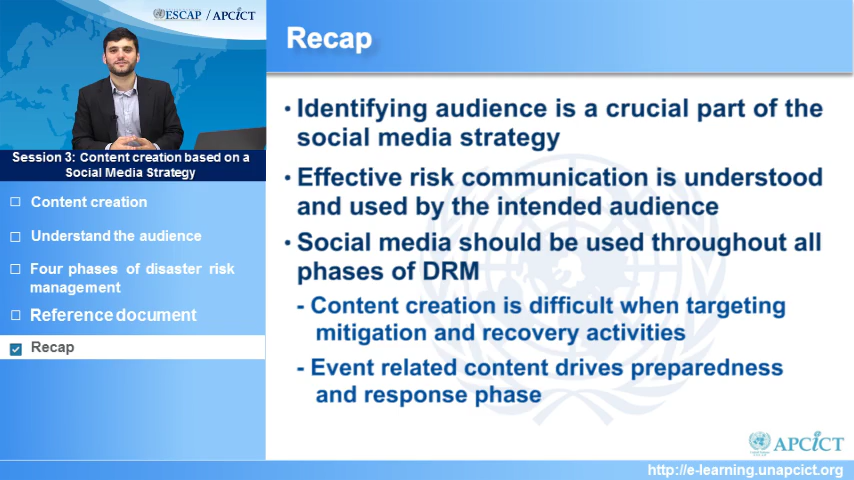 ESCAP / APCICT
Session 3: Content creation based on a
Social Media Strategy
Content creation
Understand the audience
Four phases of disaster risk
management
Reference document
Recap
Recap
• Identifying audience is a crucial part of the
social media strategy
• Effective risk communication is understood
and used by the intended audience
• Social media should be used throughout all
phases of DRM
- Content creation is difficult when targeting
mitigation and recovery activities
- Event related content drives preparedness
and response phase
APCICT
http://e-learning.unapcict.org